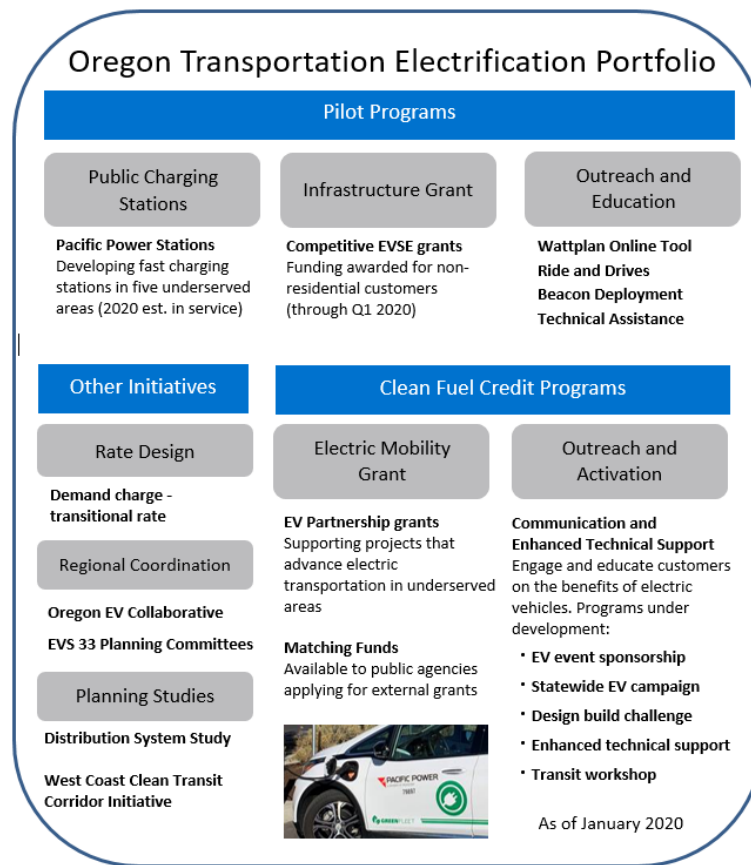 Oregon Transportation Electrification Portfolio
Pilot Programs
Public Charging
Stations
Pacific Power Stations
Developing fast charging
stations in five underserved
areas (2020 est. in service)
Infrastructure Grant
Competitive EVSE grants
Funding awarded for non-
residential customers
(through Q1 2020)
Outreach and
Education
Wattplan Online Tool
Ride and Drives
Beacon Deployment
Technical Assistance
Other Initiatives
Rate Design
Demand charge -
transitional rate
Regional Coordination
Oregon EV Collaborative
EVS 33 Planning Committees
Planning Studies
Distribution System Study
West Coast Clean Transit
Corridor Initiative
Clean Fuel Credit Programs
Electric Mobility
Grant
EV Partnership grants
Supporting projects that
advance electric
transportation in underserved
areas
Matching Funds
Available to public agencies
applying for external grants
PACIFIC POWER
GREENFLEET
Outreach and
Activation
Communication and
Enhanced Technical Support
Engage and educate customers
on the benefits of electric
vehicles. Programs under
development:
· EV event sponsorship
· Statewide EV campaign
· Design build challenge
· Enhanced technical support
· Transit workshop
As of January 2020